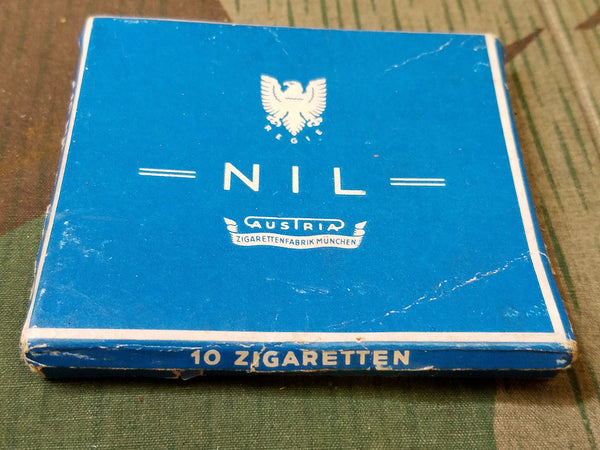 REGIE
NIL
AUSTRIA
ZIGARETTENFABRIK MÜNCHEN
10 ZIGARETTEN